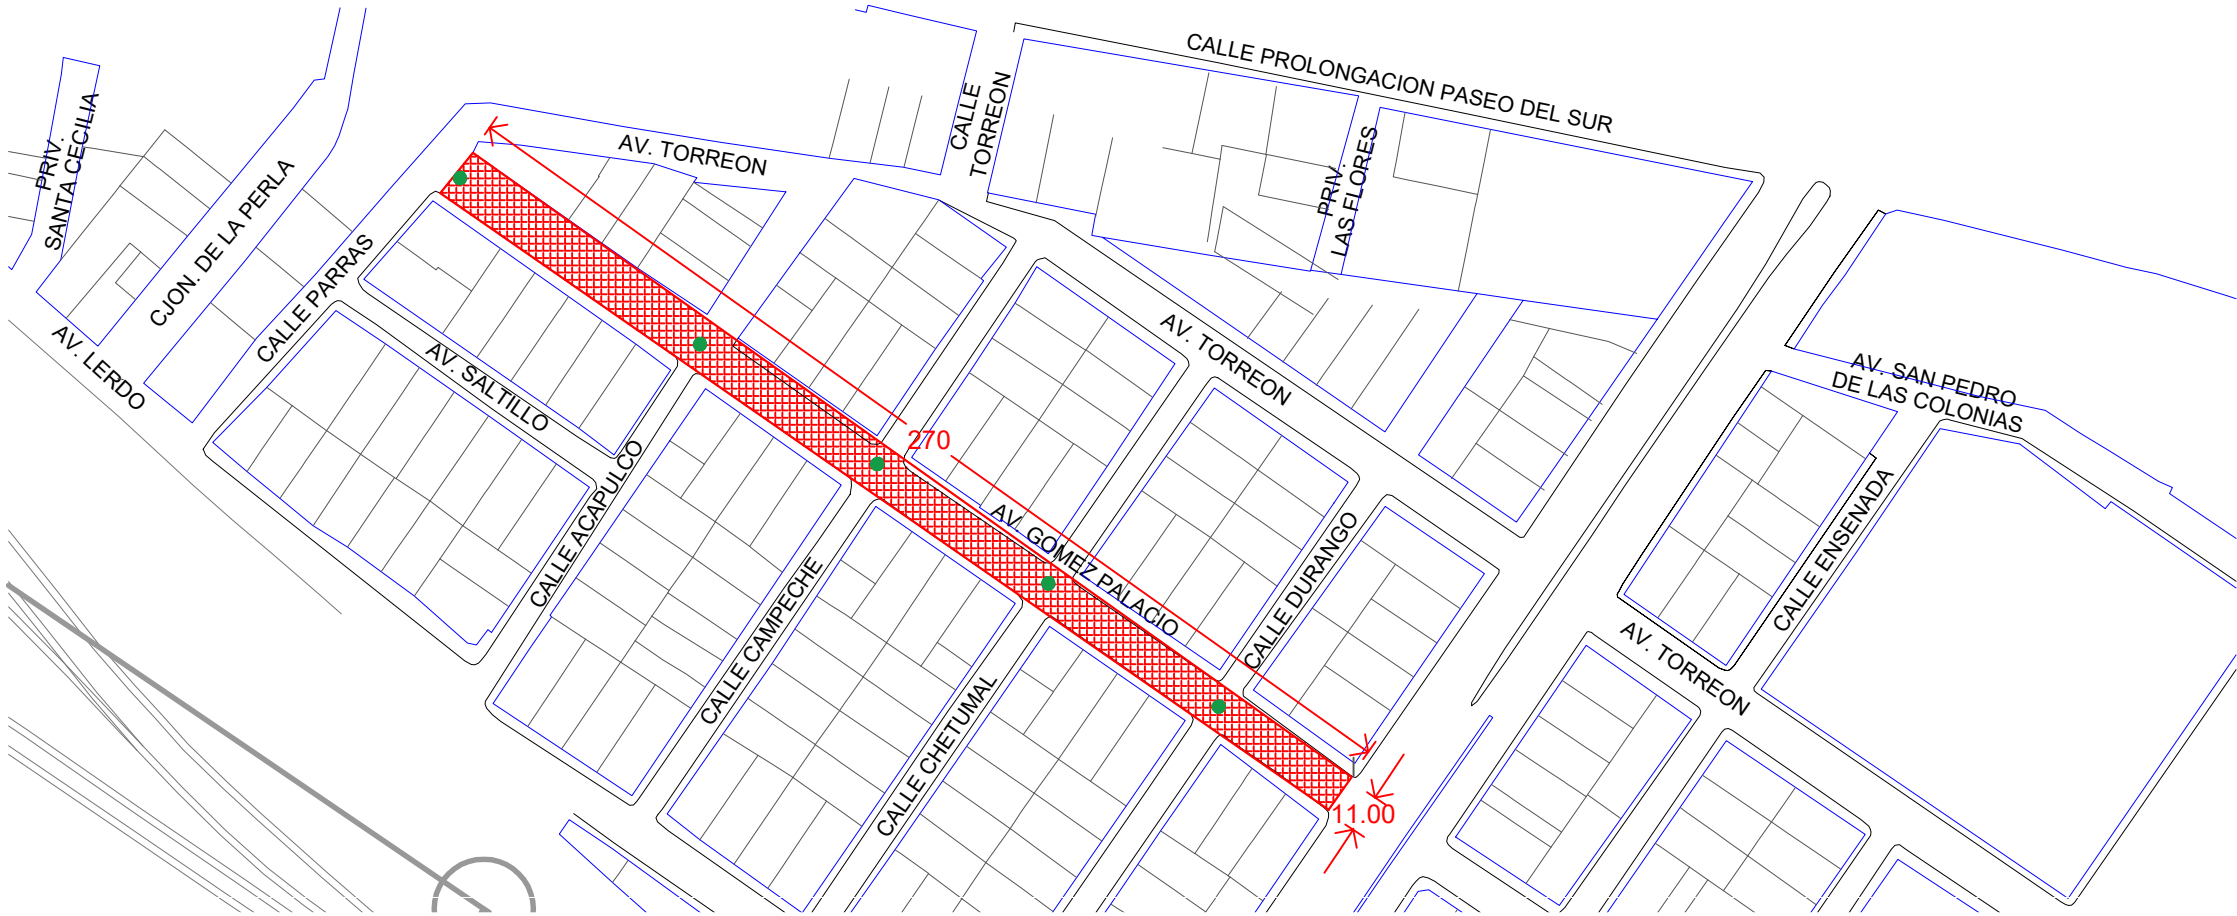 CALLE PROLONGACION PASEO DEL SUR
CALLE
TORREON
PRIV.
SANTA CECILIA
AV. TORREON
PRIV.
LAS FLORES
CJON. DE LA PERLA
CALLE PARRAS
AV. LERDO
AV. SALTILLO
AV. TORREON
AV. SAN PEDRO
DE LAS COLONIAS
270
CALLE ACAPULCO
AV. GOMEZ PALACIO
CALLE DURANGO
CALLE ENSENADA
CALLE CAMPECHE
AV. TORREON
CALLE CHETUMAL
11.00